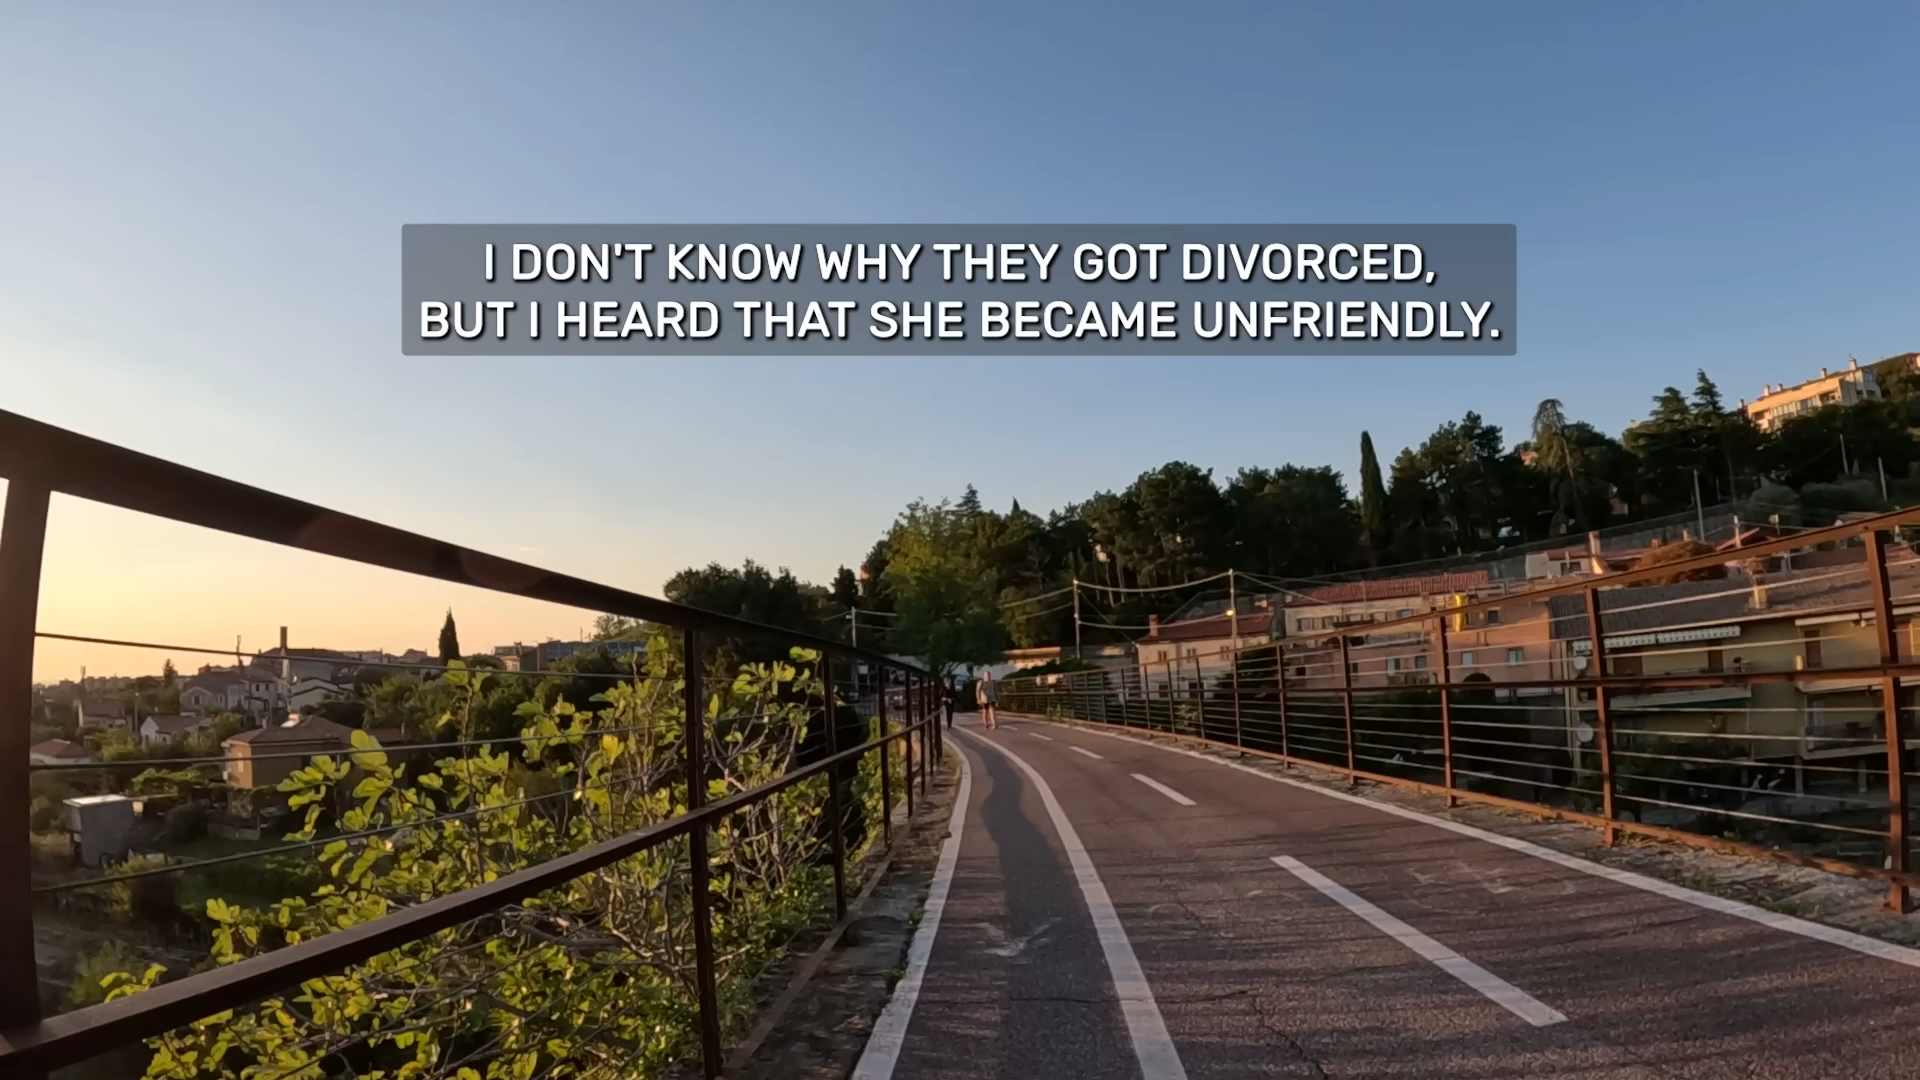 I DON'T KNOW WHY THEY GOT DIVORCED,
BUT I HEARD THAT SHE BECAME UNFRIENDLY.